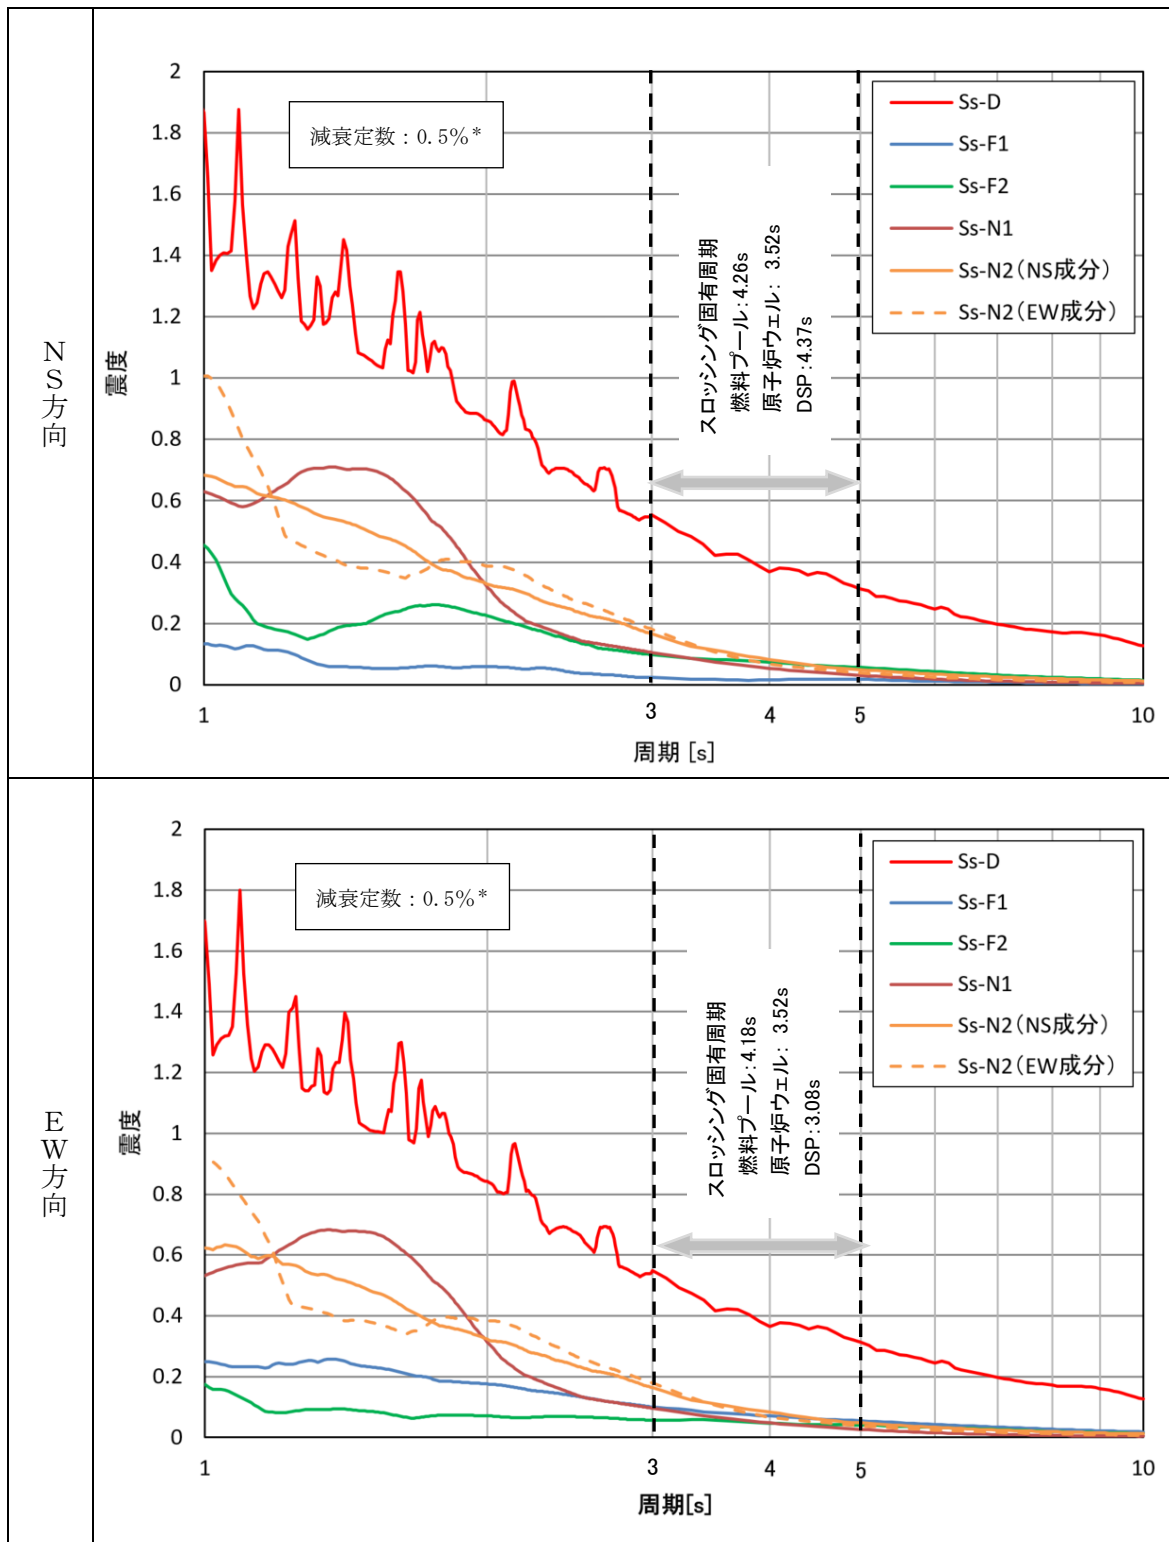 NS方向
震度
2
1.8
1.6
1.4
1.2
1
0.8
0.6
0.4
0.2
0
減衰定数：0.5%*
スロッシング固有周期
燃料プール：4.26s
原子炉ウェル： 3.52s
DSP：4.37s
Ss-D
Ss-F1
Ss-F2
Ss-N1
Ss-N2（NS成分）
Ss-N2（EW成分）
1
3
4
5
10
周期 [s]
EW方向
震度
2
1.8
1.6
1.4
1.2
1
0.8
0.6
0.4
0.2
0
減衰定数：0.5%*
スロッシング固有周期
燃料プール：4.18s
原子炉ウェル： 3.52s
DSP：3.08s
Ss-D
Ss-F1
Ss-F2
Ss-N1
Ss-N2（NS成分）
Ss-N2（EW成分）
1
3
4
5
10
周期[s]